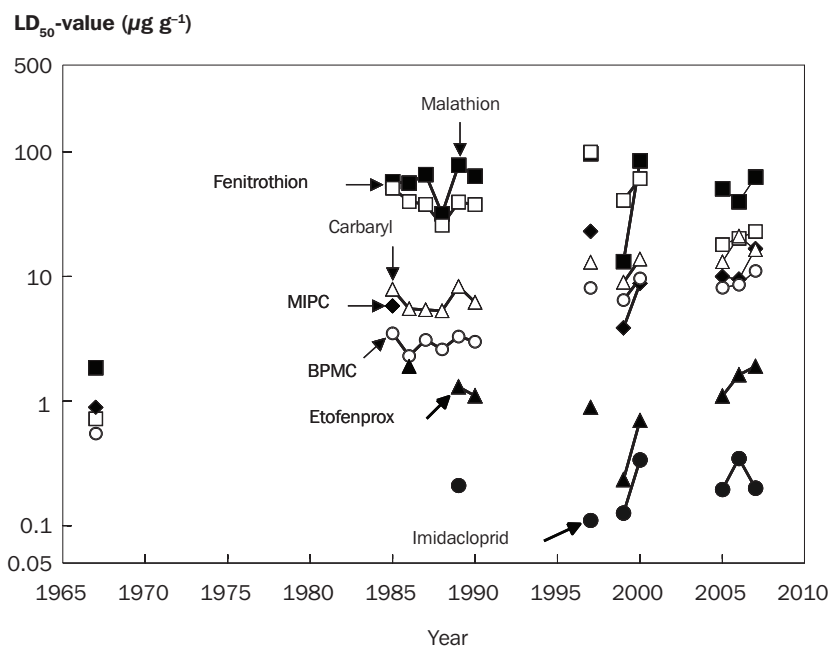 LD50-value (µg g–1)
500
100
10
1
0.1
0.05
Malathion
Fenitrothion
Carbaryl
MIPC
BPMC
Etofenprox
Imidacloprid
1965 1970 1975 1980 1985 1990 1995 2000 2005 2010
Year